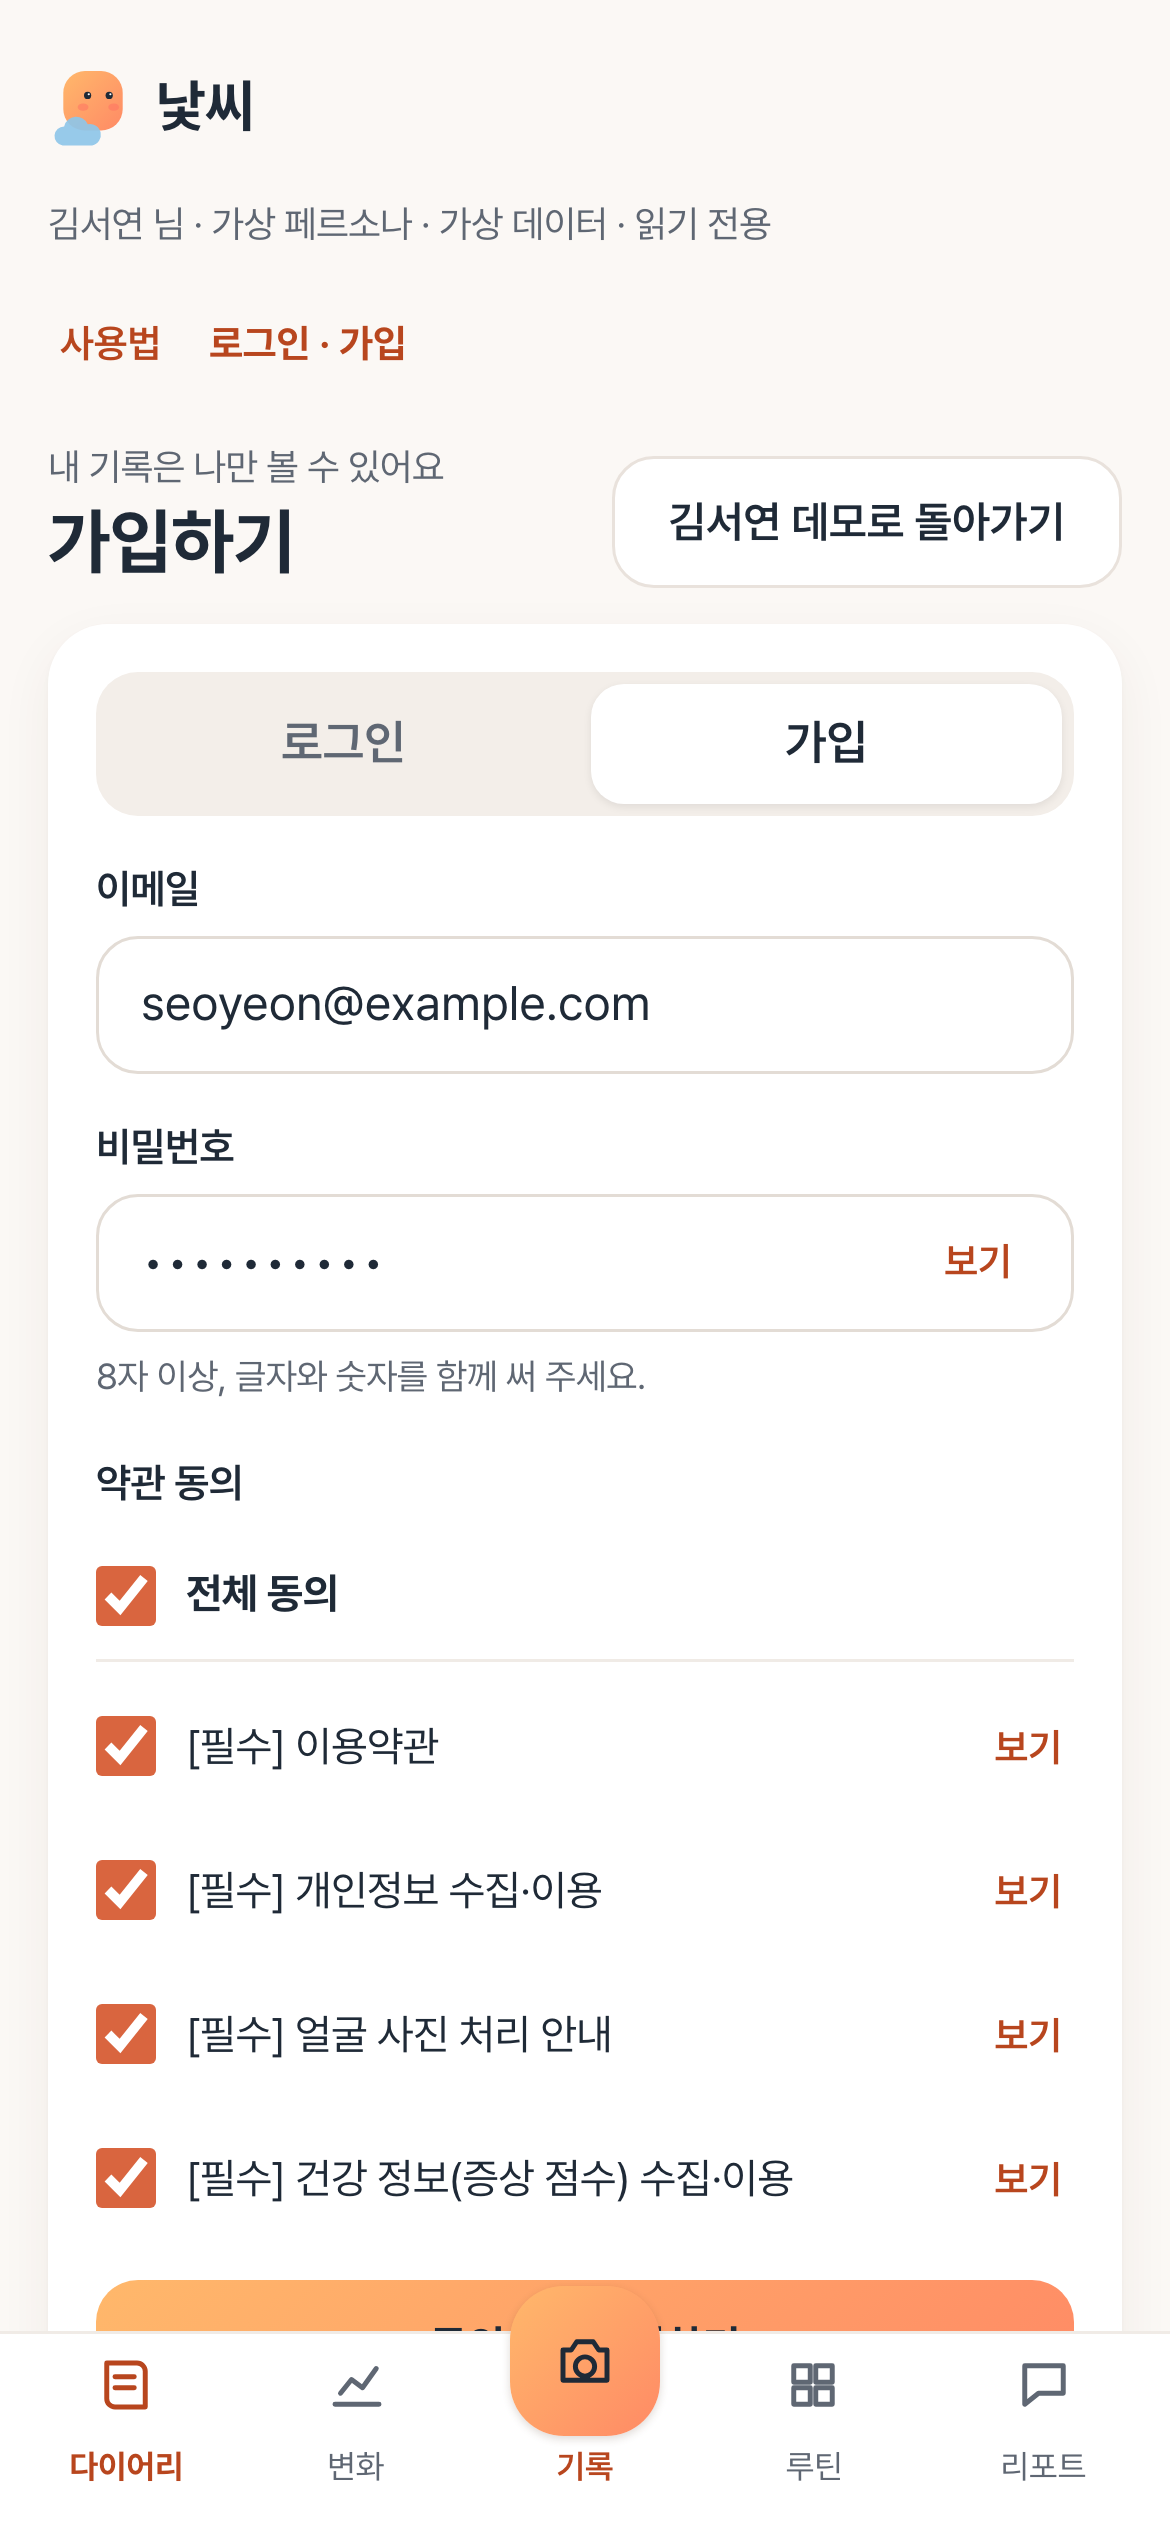 낯씨
김서연 님 · 가상 페르소나 · 가상 데이터 · 읽기 전용
사용법 로그인 · 가입
내 기록은 나만 볼 수 있어요
가입하기
김서연 데모로 돌아가기
로그인 가입
이메일
seoyeon@example.com
비밀번호
•••••••••• 보기
8자 이상, 글자와 숫자를 함께 써 주세요.
약관 동의
전체 동의
[필수] 이용약관 보기
[필수] 개인정보 수집·이용 보기
[필수] 얼굴 사진 처리 안내 보기
[필수] 건강 정보(증상 점수) 수집·이용 보기
다이어리 변화 기록 루틴 리포트